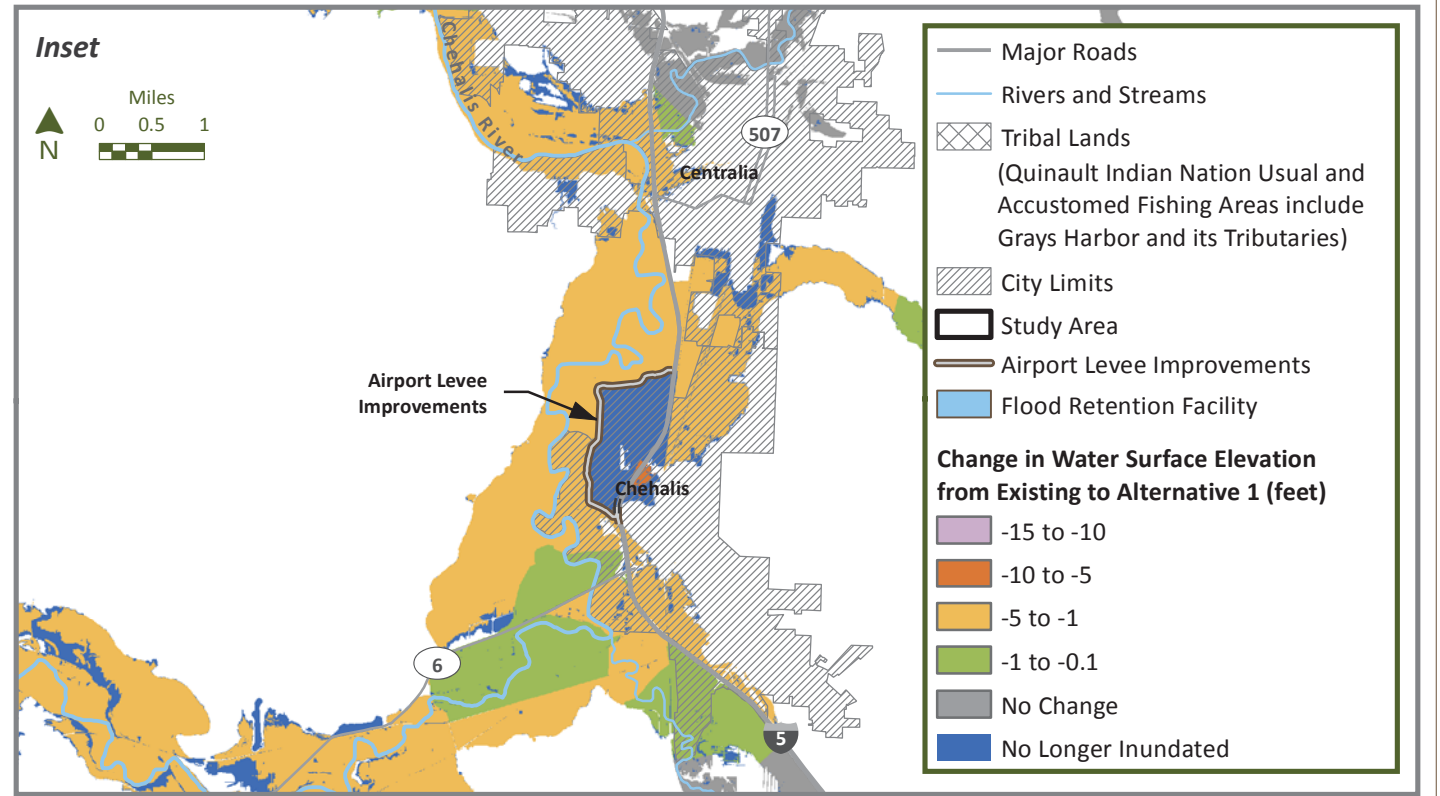 Inset
Miles
0 0.5 1
N
Chehalis River
507
Centralia
Airport Levee
Improvements
Chehalis
6
5
Major Roads
Rivers and Streams
Tribal Lands
(Quinault Indian Nation Usual and
Accustomed Fishing Areas include
Grays Harbor and its Tributaries)
City Limits
Study Area
Airport Levee Improvements
Flood Retention Facility
Change in Water Surface Elevation
from Existing to Alternative 1 (feet)
-15 to -10
-10 to -5
-5 to -1
-1 to -0.1
No Change
No Longer Inundated